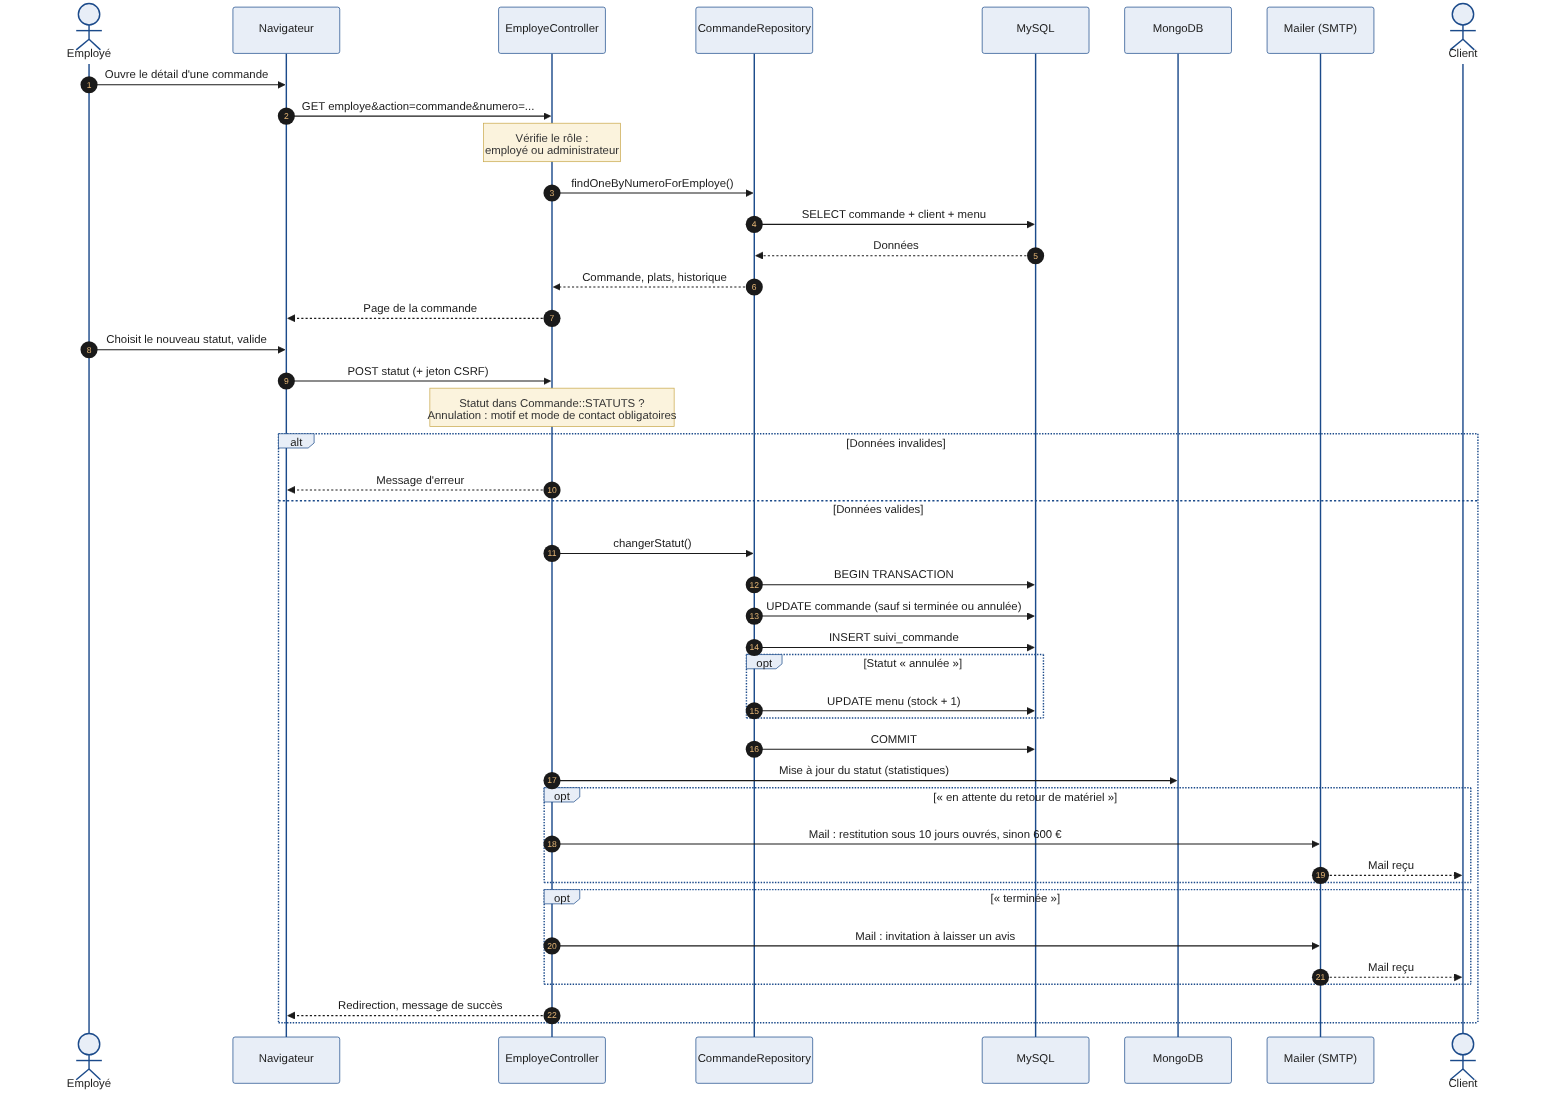 Employé
Navigateur
EmployeController
CommandeRepository
MySQL
MongoDB
Mailer (SMTP)
Client
1
Ouvre le détail d'une commande
2
GET employe&action=commande&numero=...
Vérifie le rôle :
employé ou administrateur
3
findOneByNumeroForEmploye()
4
SELECT commande + client + menu
Données
5
Commande, plats, historique
6
Page de la commande
7
8
Choisit le nouveau statut, valide
9
POST statut (+ jeton CSRF)
Statut dans Commande::STATUTS ?
Annulation : motif et mode de contact obligatoires
alt
[Données invalides]
Message d'erreur
10
[Données valides]
11
changerStatut()
12
BEGIN TRANSACTION
13
UPDATE commande (sauf si terminée ou annulée)
14
INSERT suivi_commande
opt
[Statut « annulée »]
15
UPDATE menu (stock + 1)
16
COMMIT
17
Mise à jour du statut (statistiques)
opt
[« en attente du retour de matériel »]
18
Mail : restitution sous 10 jours ouvrés, sinon 600 €
19
Mail reçu
opt
[« terminée »]
20
Mail : invitation à laisser un avis
21
Mail reçu
Redirection, message de succès
22
Employé
Navigateur
EmployeController
CommandeRepository
MySQL
MongoDB
Mailer (SMTP)
Client